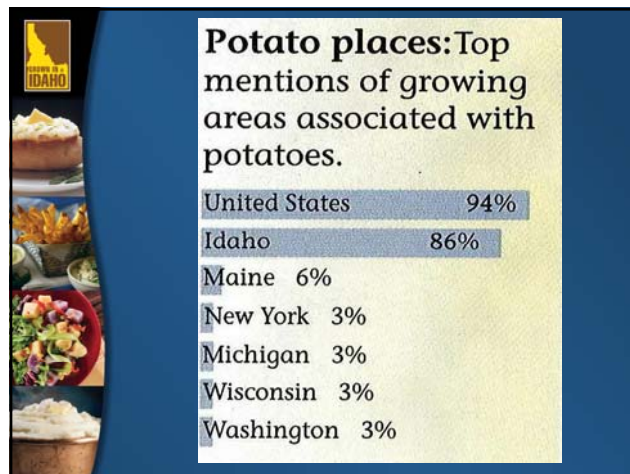 GROWN IN
IDAHO
Potato places: Top
mentions of growing
areas associated with
potatoes.
United States 94%
Idaho 86%
Maine 6%
New York 3%
Michigan 3%
Wisconsin 3%
Washington 3%